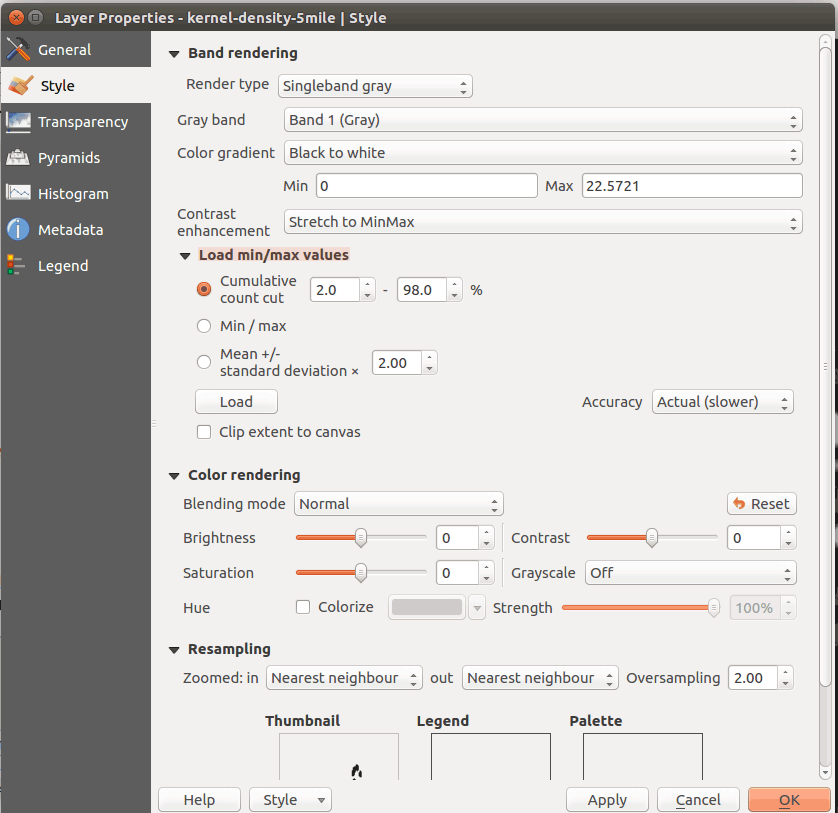 Layer Properties - kernel-density-5mile | Style
General
Style
Transparency
Pyramids
Histogram
Metadata
Legend
Band rendering
Render type Singleband gray
Gray band Band 1 (Gray)
Color gradient Black to white
Min 0 Max 22.5721
Contrast
enhancement Stretch to MinMax
Load min/max values
Cumulative
count cut 2.0 - 98.0 %
Min / max
Mean +/-
standard deviation × 2.00
Load Accuracy Actual (slower)
Clip extent to canvas
Color rendering
Blending mode Normal Reset
Brightness 0 Contrast 0
Saturation 0 Grayscale Off
Hue Colorize Strength 100%
Resampling
Zoomed: in Nearest neighbour out Nearest neighbour Oversampling 2.00
Thumbnail Legend Palette
Help Style Apply Cancel OK